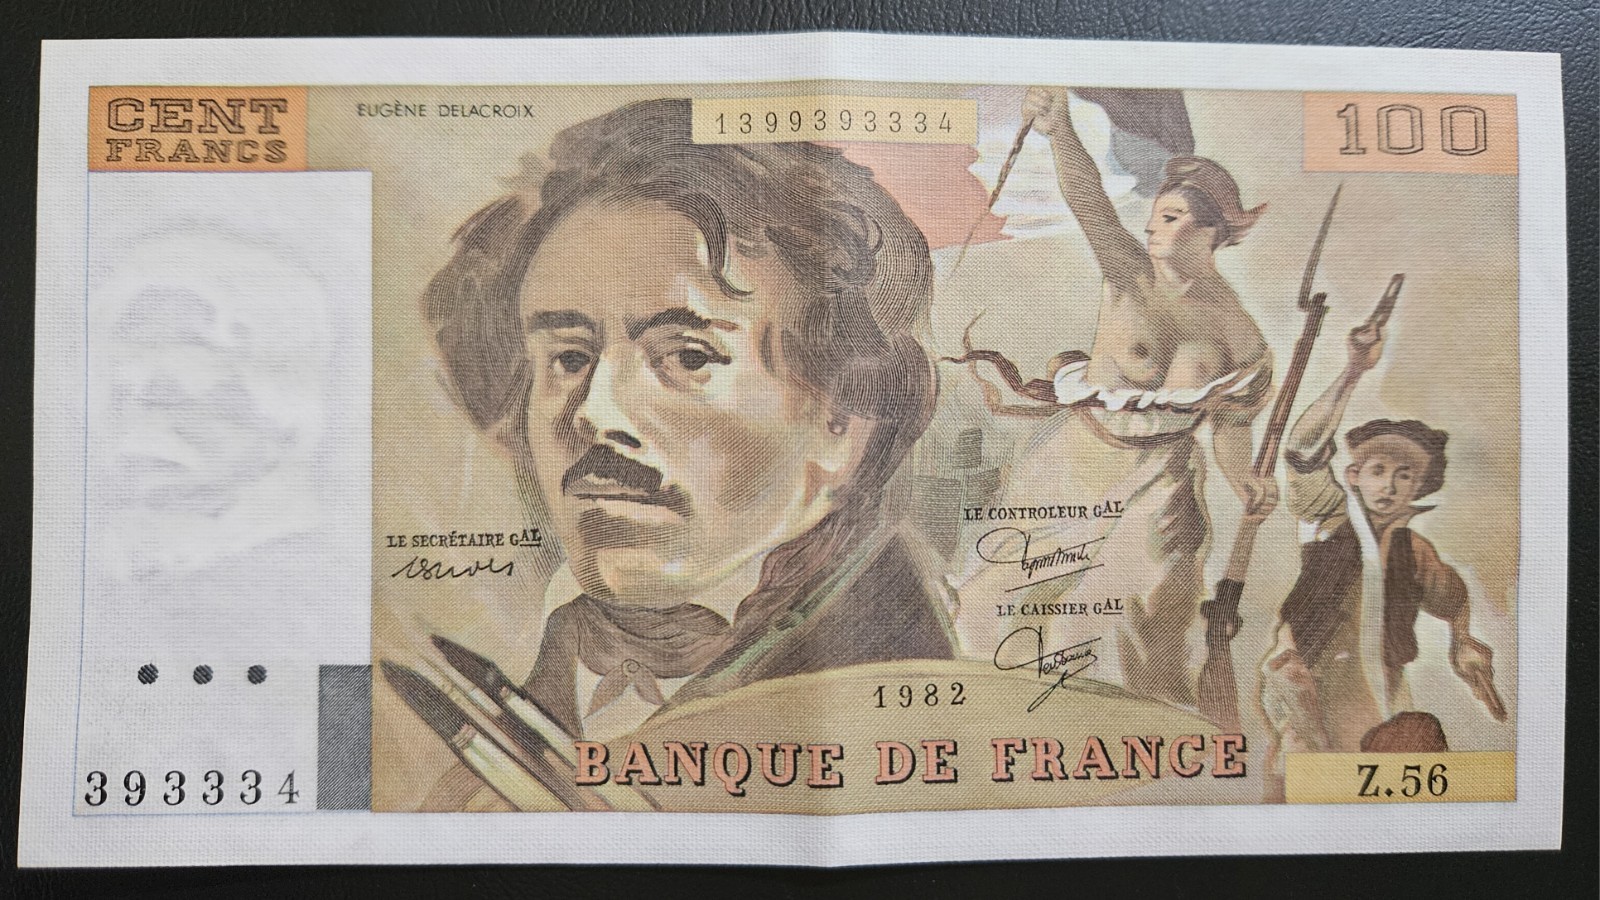 CENT
FRANCS
EUGÈNE DELACROIX
1399393334
100
LE SECRÉTAIRE GAL
LE CONTROLEUR GAL
LE CAISSIER GAL
1982
BANQUE DE FRANCE
393334
Z.56